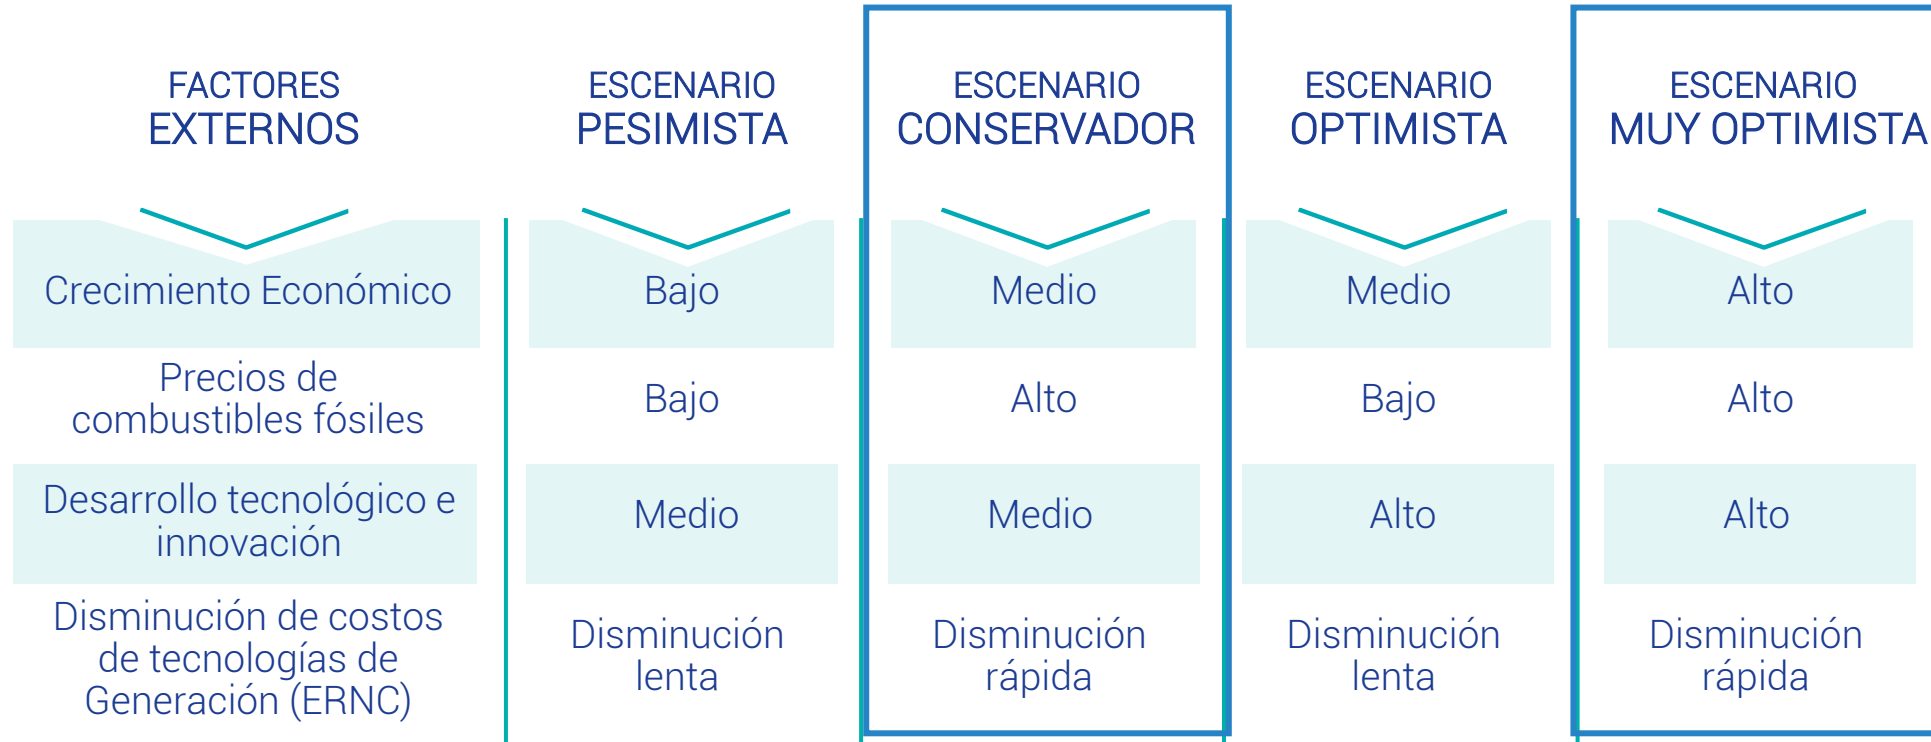 FACTORES
EXTERNOS
ESCENARIO
PESIMISTA
ESCENARIO
CONSERVADOR
ESCENARIO
OPTIMISTA
ESCENARIO
MUY OPTIMISTA
Crecimiento Económico
Bajo
Medio
Medio
Alto
Precios de
combustibles fósiles
Bajo
Alto
Bajo
Alto
Desarrollo tecnológico e
innovación
Medio
Medio
Alto
Alto
Disminución de costos
de tecnologías de
Generación (ERNC)
Disminución
lenta
Disminución
rápida
Disminución
lenta
Disminución
rápida